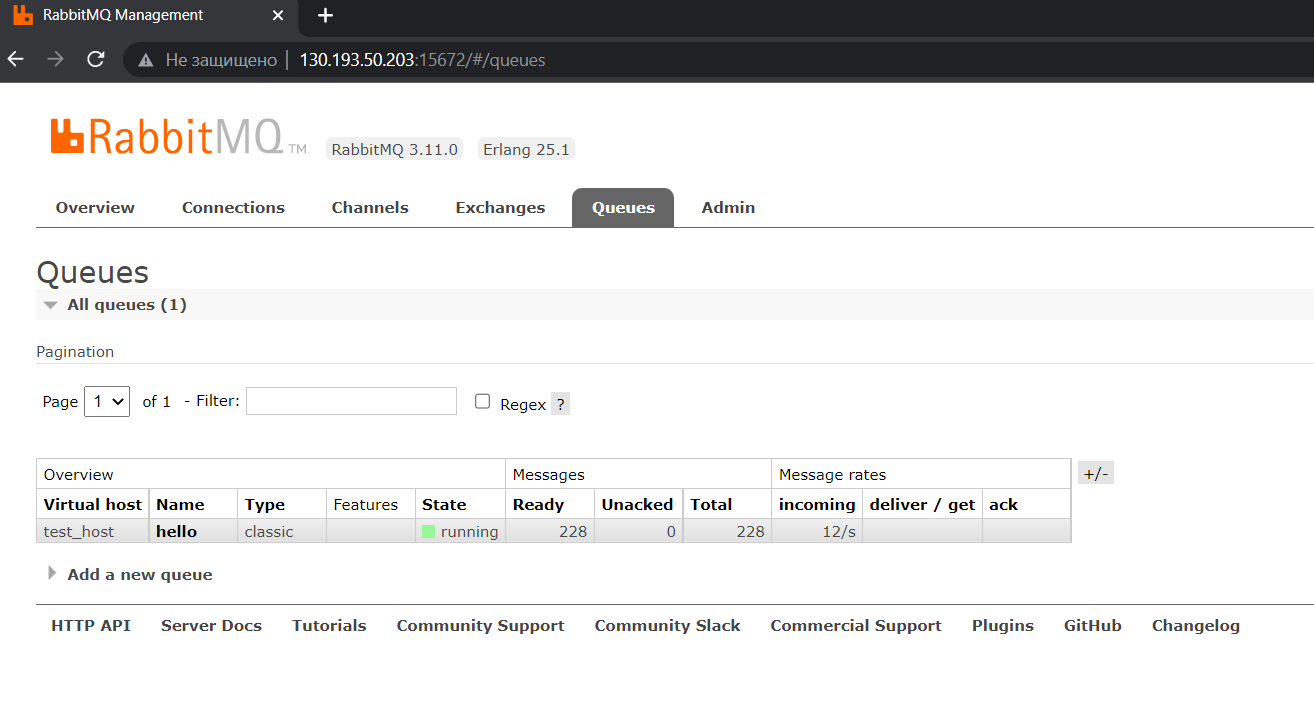 RabbitMQ Management
Не защищено | 130.193.50.203:15672/#/queues
RabbitMQ TM RabbitMQ 3.11.0 Erlang 25.1
Overview Connections Channels Exchanges Queues Admin
Queues
All queues (1)
Pagination
Page 1 of 1 - Filter: Regex ?
Overview Messages Message rates +/-
Virtual host Name Type Features State Ready Unacked Total incoming deliver / get ack
test_host hello classic running 228 0 228 12/s
Add a new queue
HTTP API Server Docs Tutorials Community Support Community Slack Commercial Support Plugins GitHub Changelog